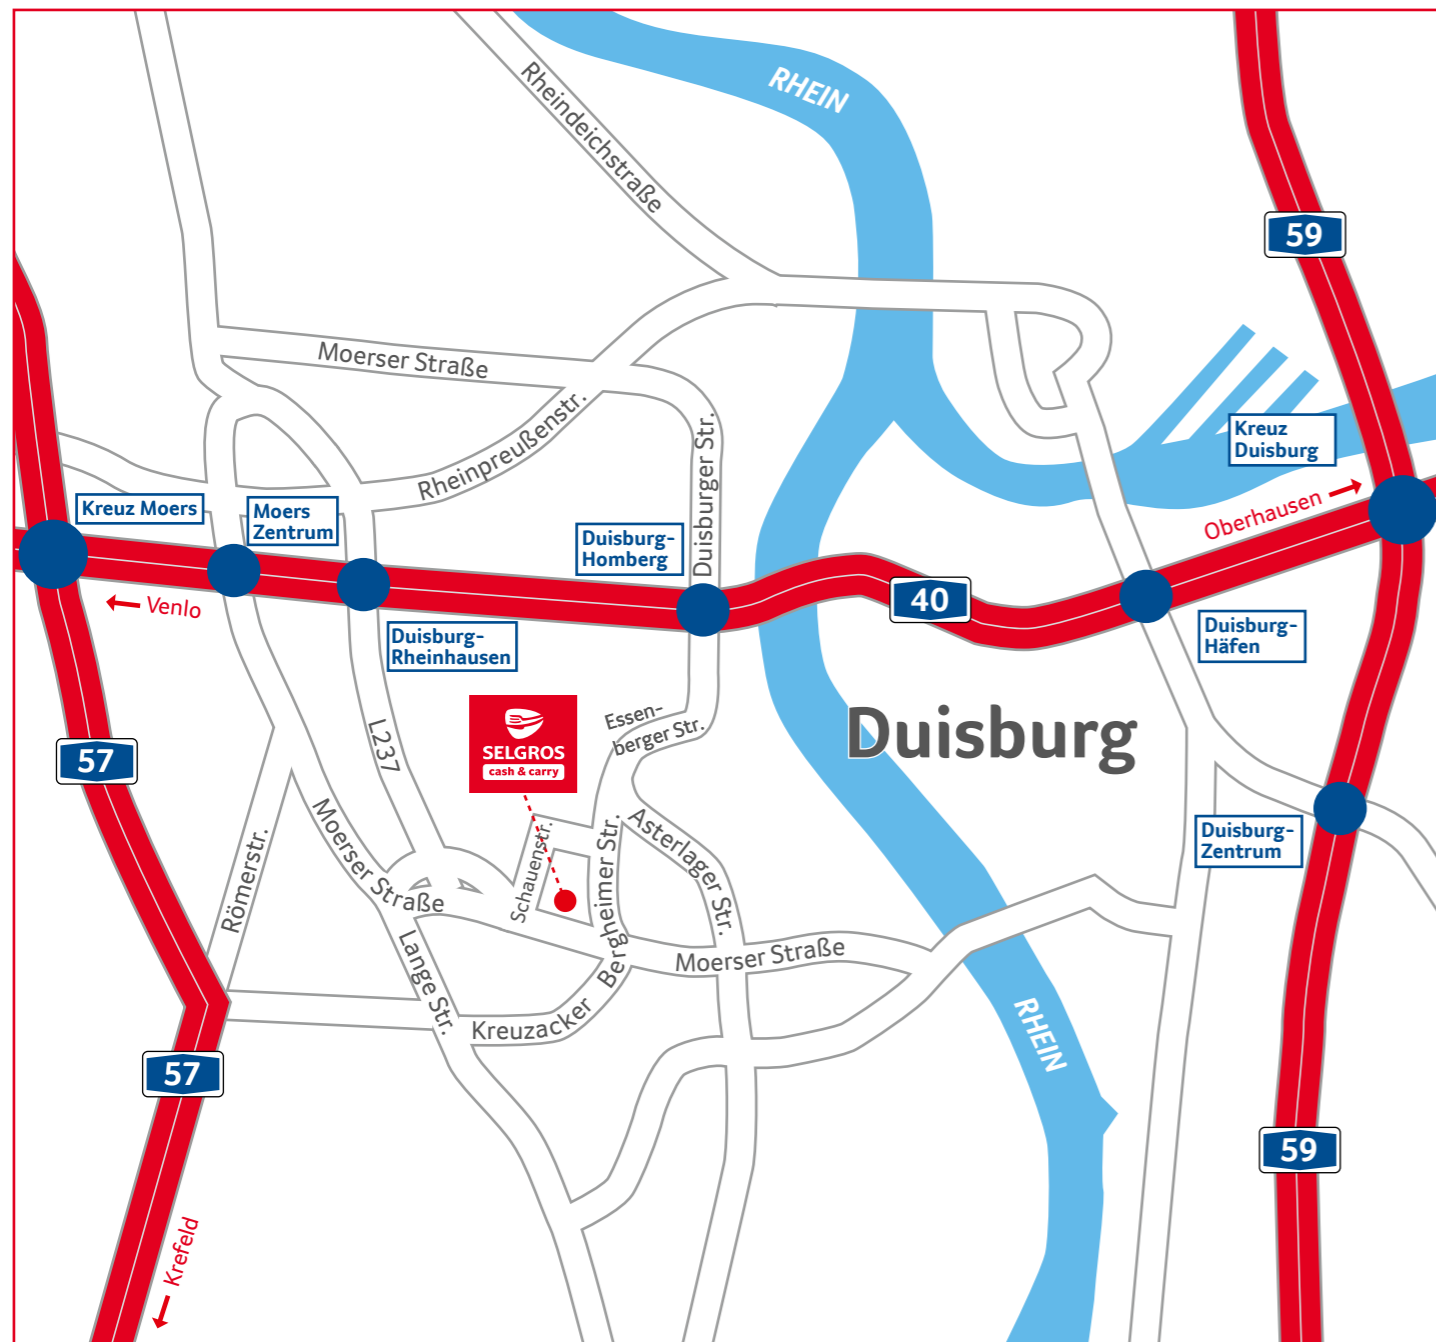 RHEIN
Rheindeichstraße
59
Moerser Straße
Rheinpreußenstr.
Duisburger Str.
Kreuz
Duisburg
Oberhausen
Kreuz Moers
Moers
Zentrum
Duisburg-
Homberg
40
Venlo
Duisburg-
Rheinhausen
Duisburg-
Häfen
57
L237
SELGROS
cash & carry
Essen-
berger Str.
Duisburg
Römerstr.
Moerser Straße
Schauenstr.
Bergheimer Str.
Asterlager Str.
Duisburg-
Zentrum
Lange Str.
Moerser Straße
Kreuzacker
RHEIN
57
59
Krefeld